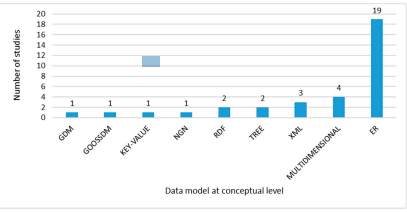 Number of studies
20
18
16
14
12
10
8
6
4
2
0
1
1
1
1
2
2
3
4
19
GDM
GOOSSDM
KEY-VALUE
NGN
RDF
TREE
XML
MULTIDIMENSIONAL
ER
Data model at conceptual level